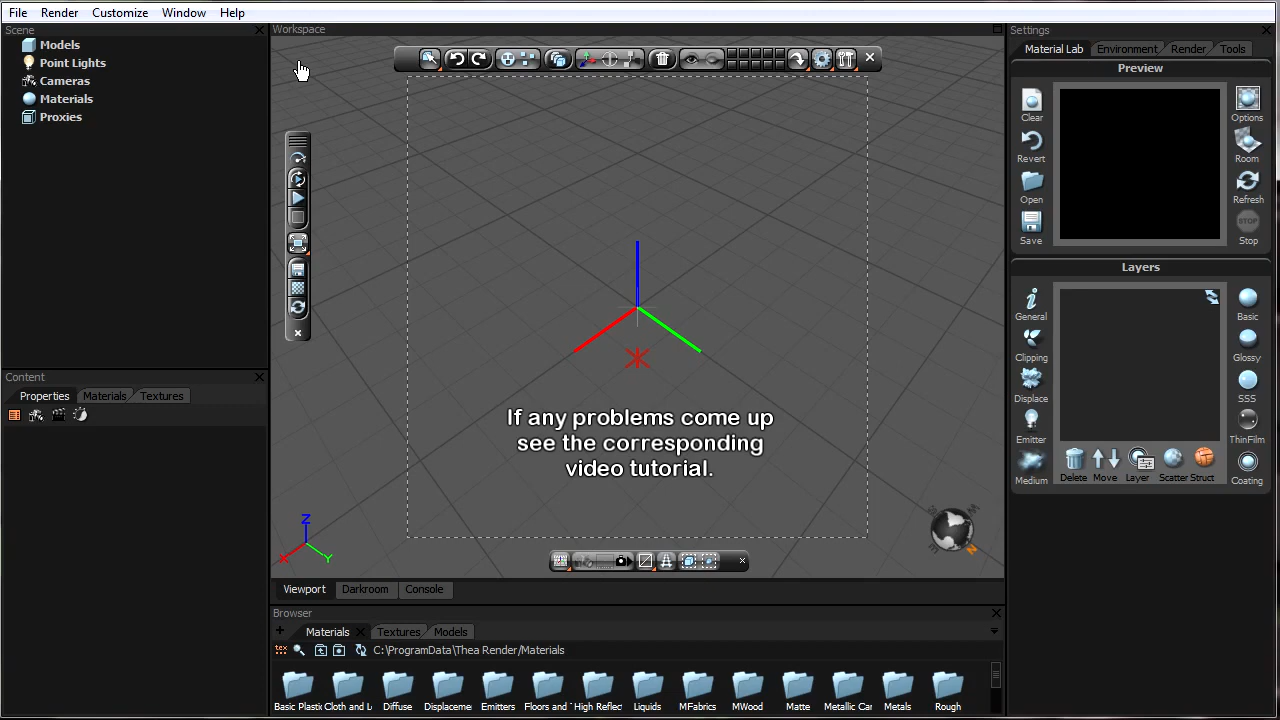 File Render Customize Window Help
Scene
Models
Point Lights
Cameras
Materials
Proxies
Content
Properties Materials Textures
Workspace
If any problems come up
see the corresponding
video tutorial.
Z
X Y
N
Viewport Darkroom Console
Browser
Materials Textures Models
tex C:\ProgramData\Thea Render/Materials
Basic Plastic Cloth and L Diffuse Displaceme Emitters Floors and High Reflec Liquids MFabrics MWood Matte Metallic Car Metals Rough
Settings
Material Lab Environment Render Tools
Preview
Clear Options
Revert Room
Open Refresh
STOP
Save Stop
Layers
General Basic
Clipping Glossy
Displace SSS
Emitter ThinFilm
Medium Delete Move Layer Scatter Struct Coating